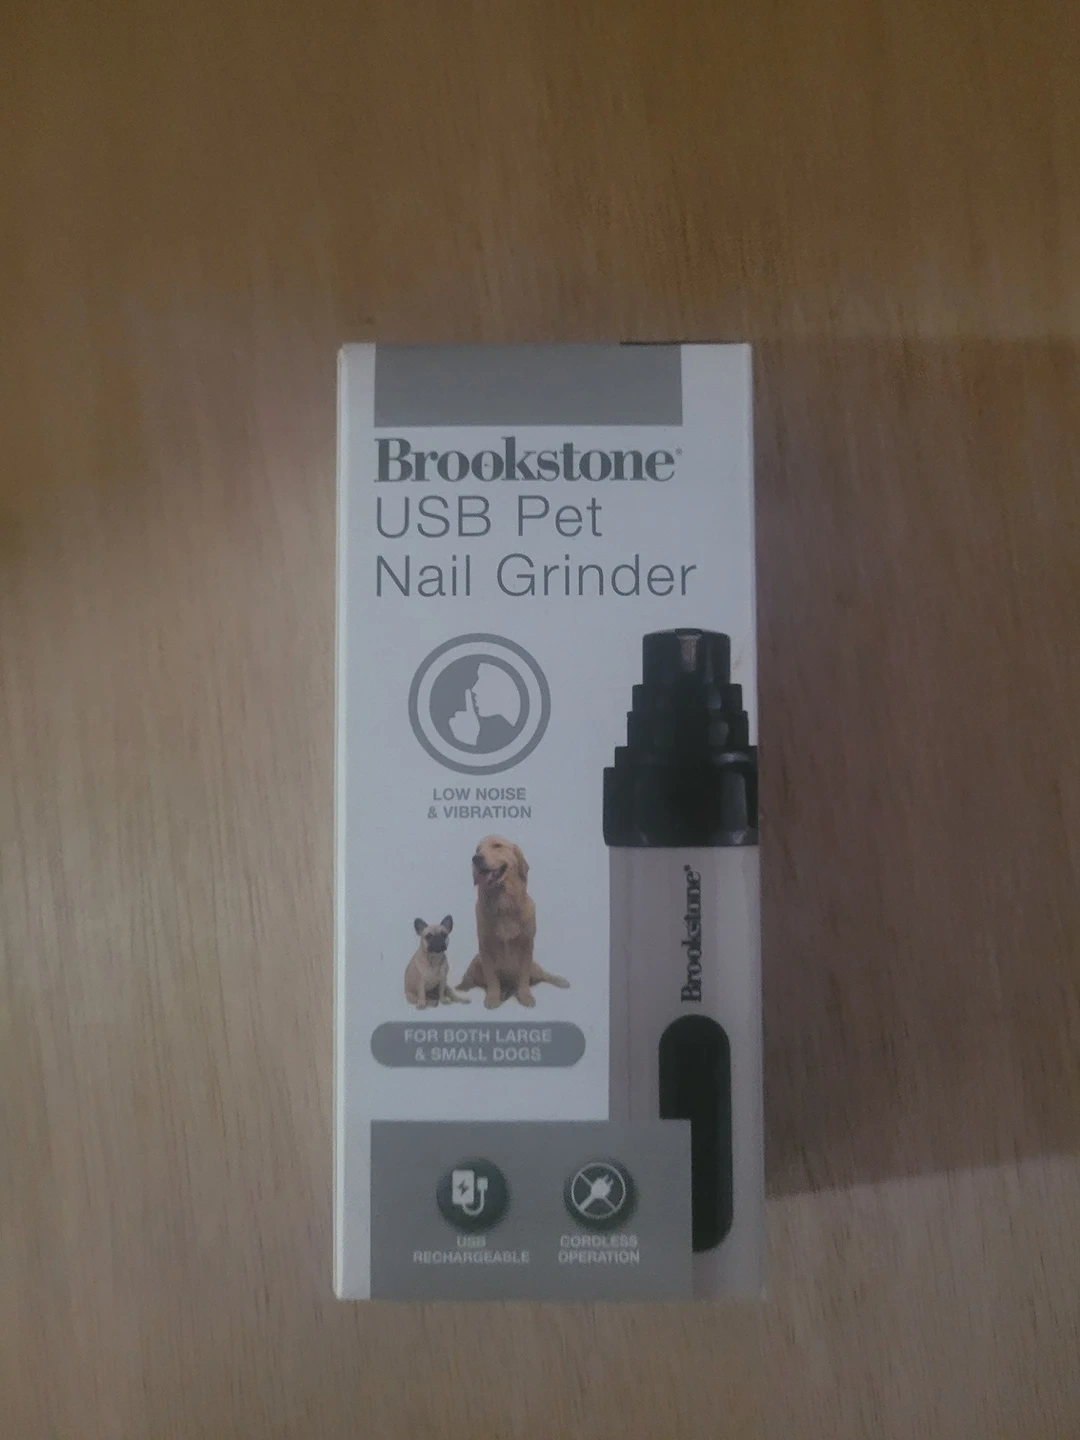 Brookstone®
USB Pet
Nail Grinder
LOW NOISE
& VIBRATION
Brookstone®
FOR BOTH LARGE
& SMALL DOGS
USB
RECHARGEABLE
CORDLESS
OPERATION